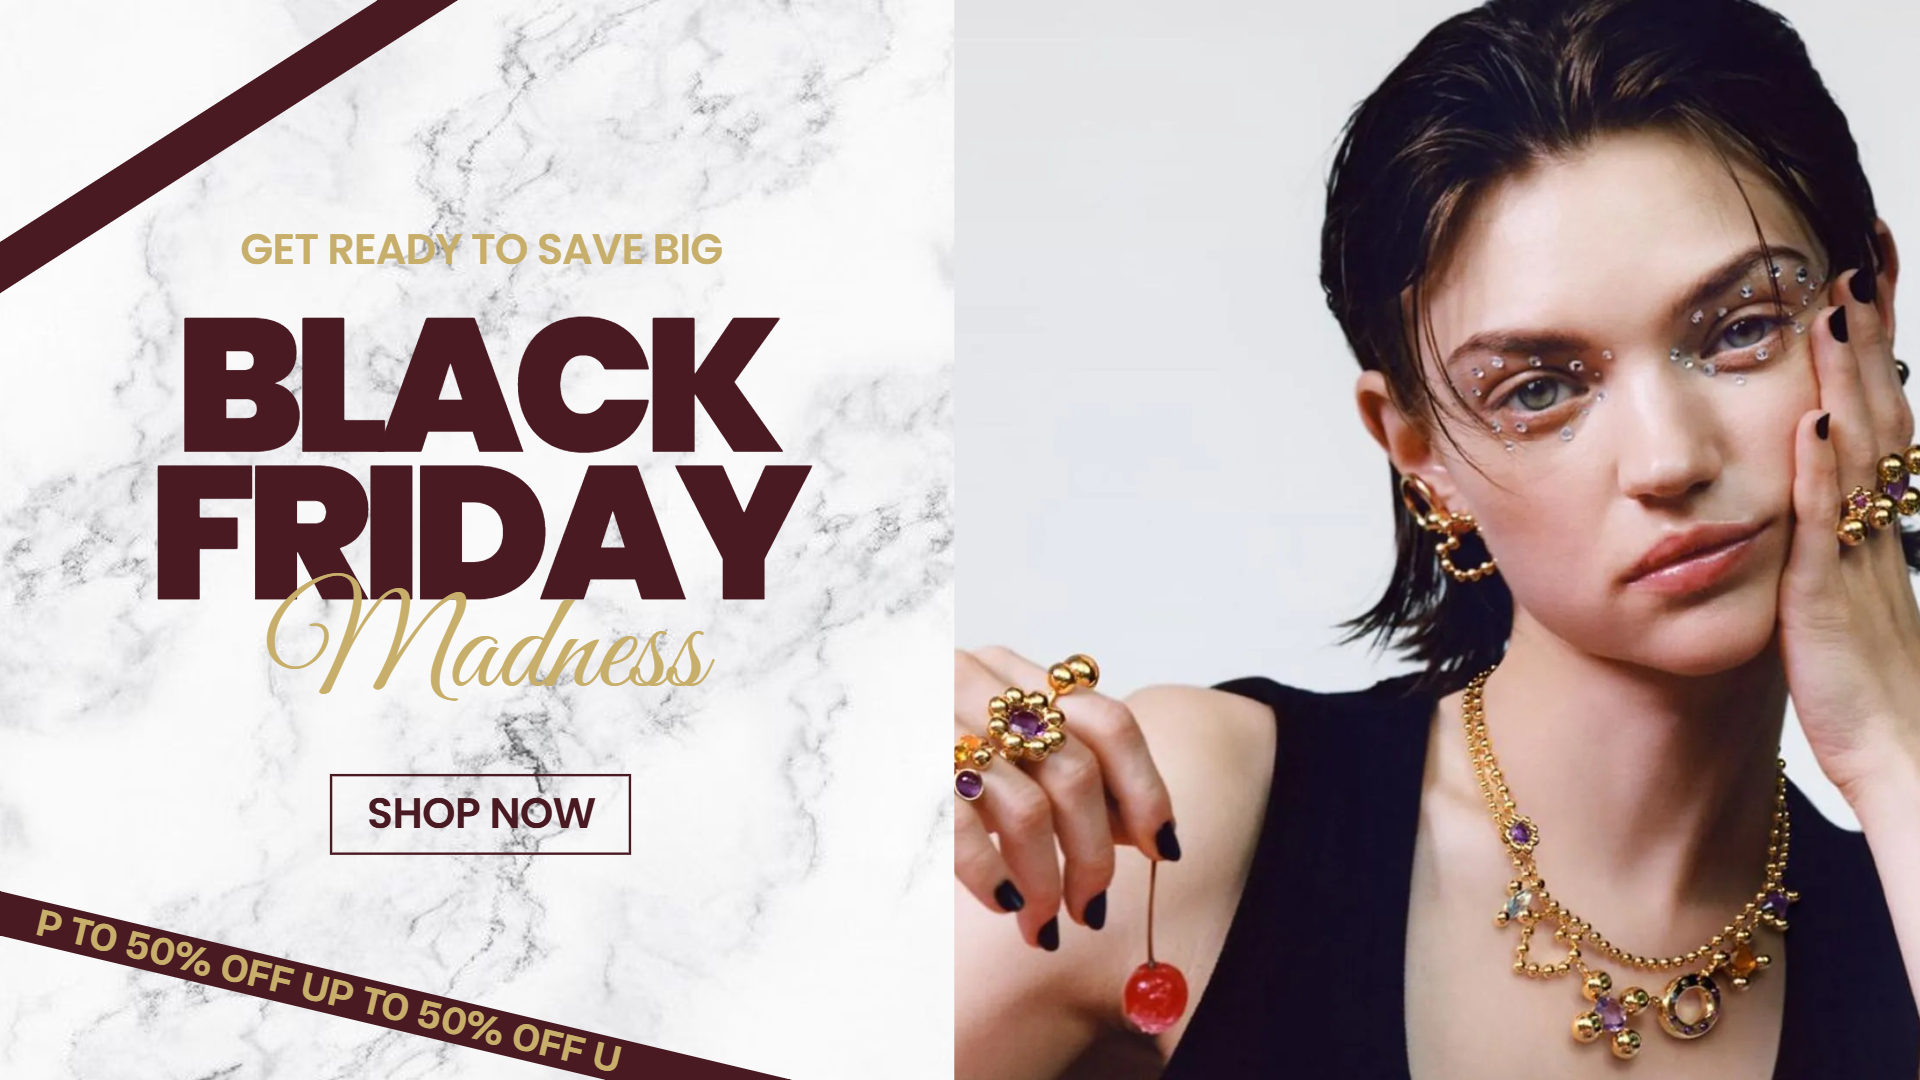 GET READY TO SAVE BIG
BLACK
FRIDAY
Madness
SHOP NOW
P TO 50% OFF UP TO 50% OFF U